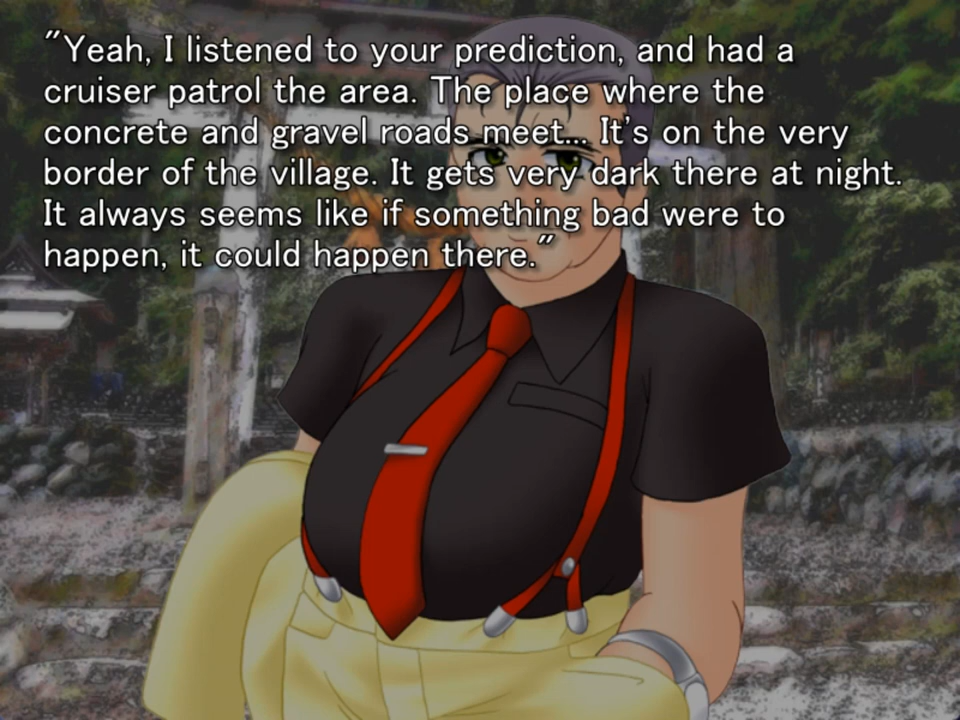 "Yeah, I listened to your prediction, and had a
cruiser patrol the area. The place where the
concrete and gravel roads meet... It's on the very
border of the village. It gets very dark there at night.
It always seems like if something bad were to
happen, it could happen there."